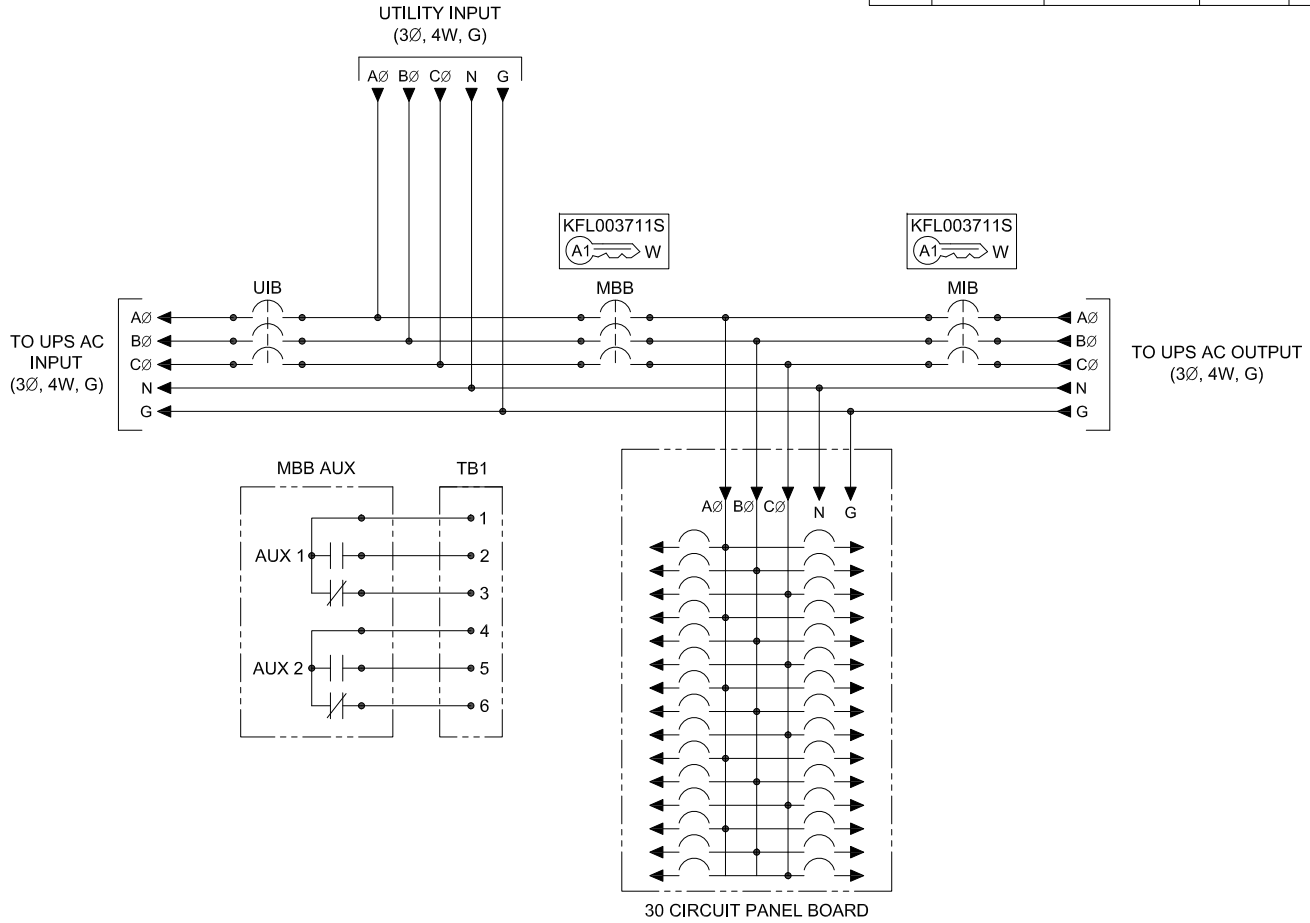 UTILITY INPUT
(3Ø, 4W, G)
AØ BØ CØ N G
KFL003711S
A1 W
KFL003711S
A1 W
UIB
MBB
MIB
TO UPS AC
INPUT
(3Ø, 4W, G)
AØ
BØ
CØ
N
G
AØ
BØ
CØ
N
G
TO UPS AC OUTPUT
(3Ø, 4W, G)
MBB AUX
TB1
AUX 1
1
2
3
AUX 2
4
5
6
AØ BØ CØ N G
30 CIRCUIT PANEL BOARD